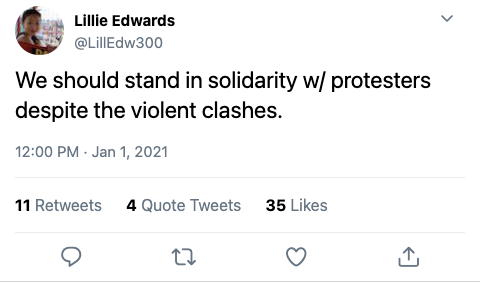 Lillie Edwards
@LillEdw300
We should stand in solidarity w/ protesters
despite the violent clashes.
12:00 PM · Jan 1, 2021
11 Retweets 4 Quote Tweets 35 Likes